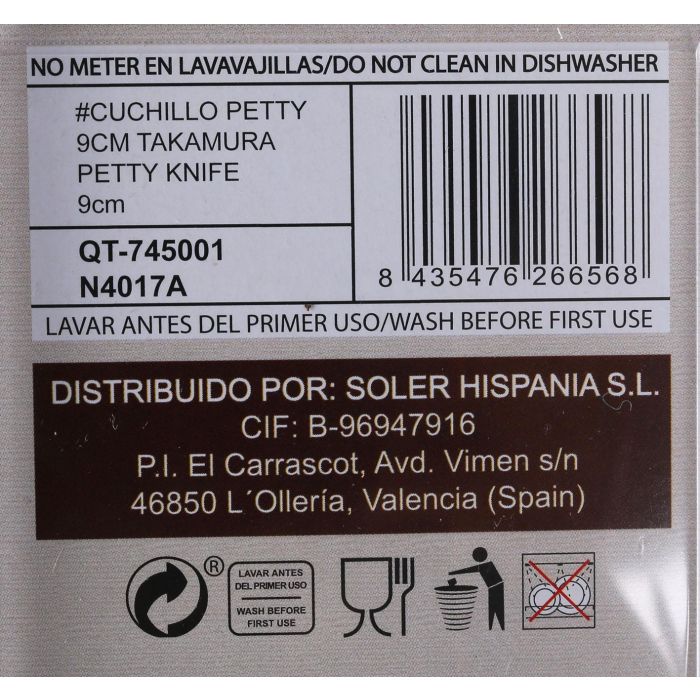 NO METER EN LAVAVAJILLAS/DO NOT CLEAN IN DISHWASHER
#CUCHILLO PETTY
9CM TAKAMURA
PETTY KNIFE
9cm
QT-745001
N4017A
8 435476 266568
LAVAR ANTES DEL PRIMER USO/WASH BEFORE FIRST USE
DISTRIBUIDO POR: SOLER HISPANIA S.L.
CIF: B-96947916
P.I. El Carrascot, Avd. Vimen s/n
46850 L´Ollería, Valencia (Spain)
®
LAVAR ANTES
DEL PRIMER USO
WASH BEFORE
FIRST USE